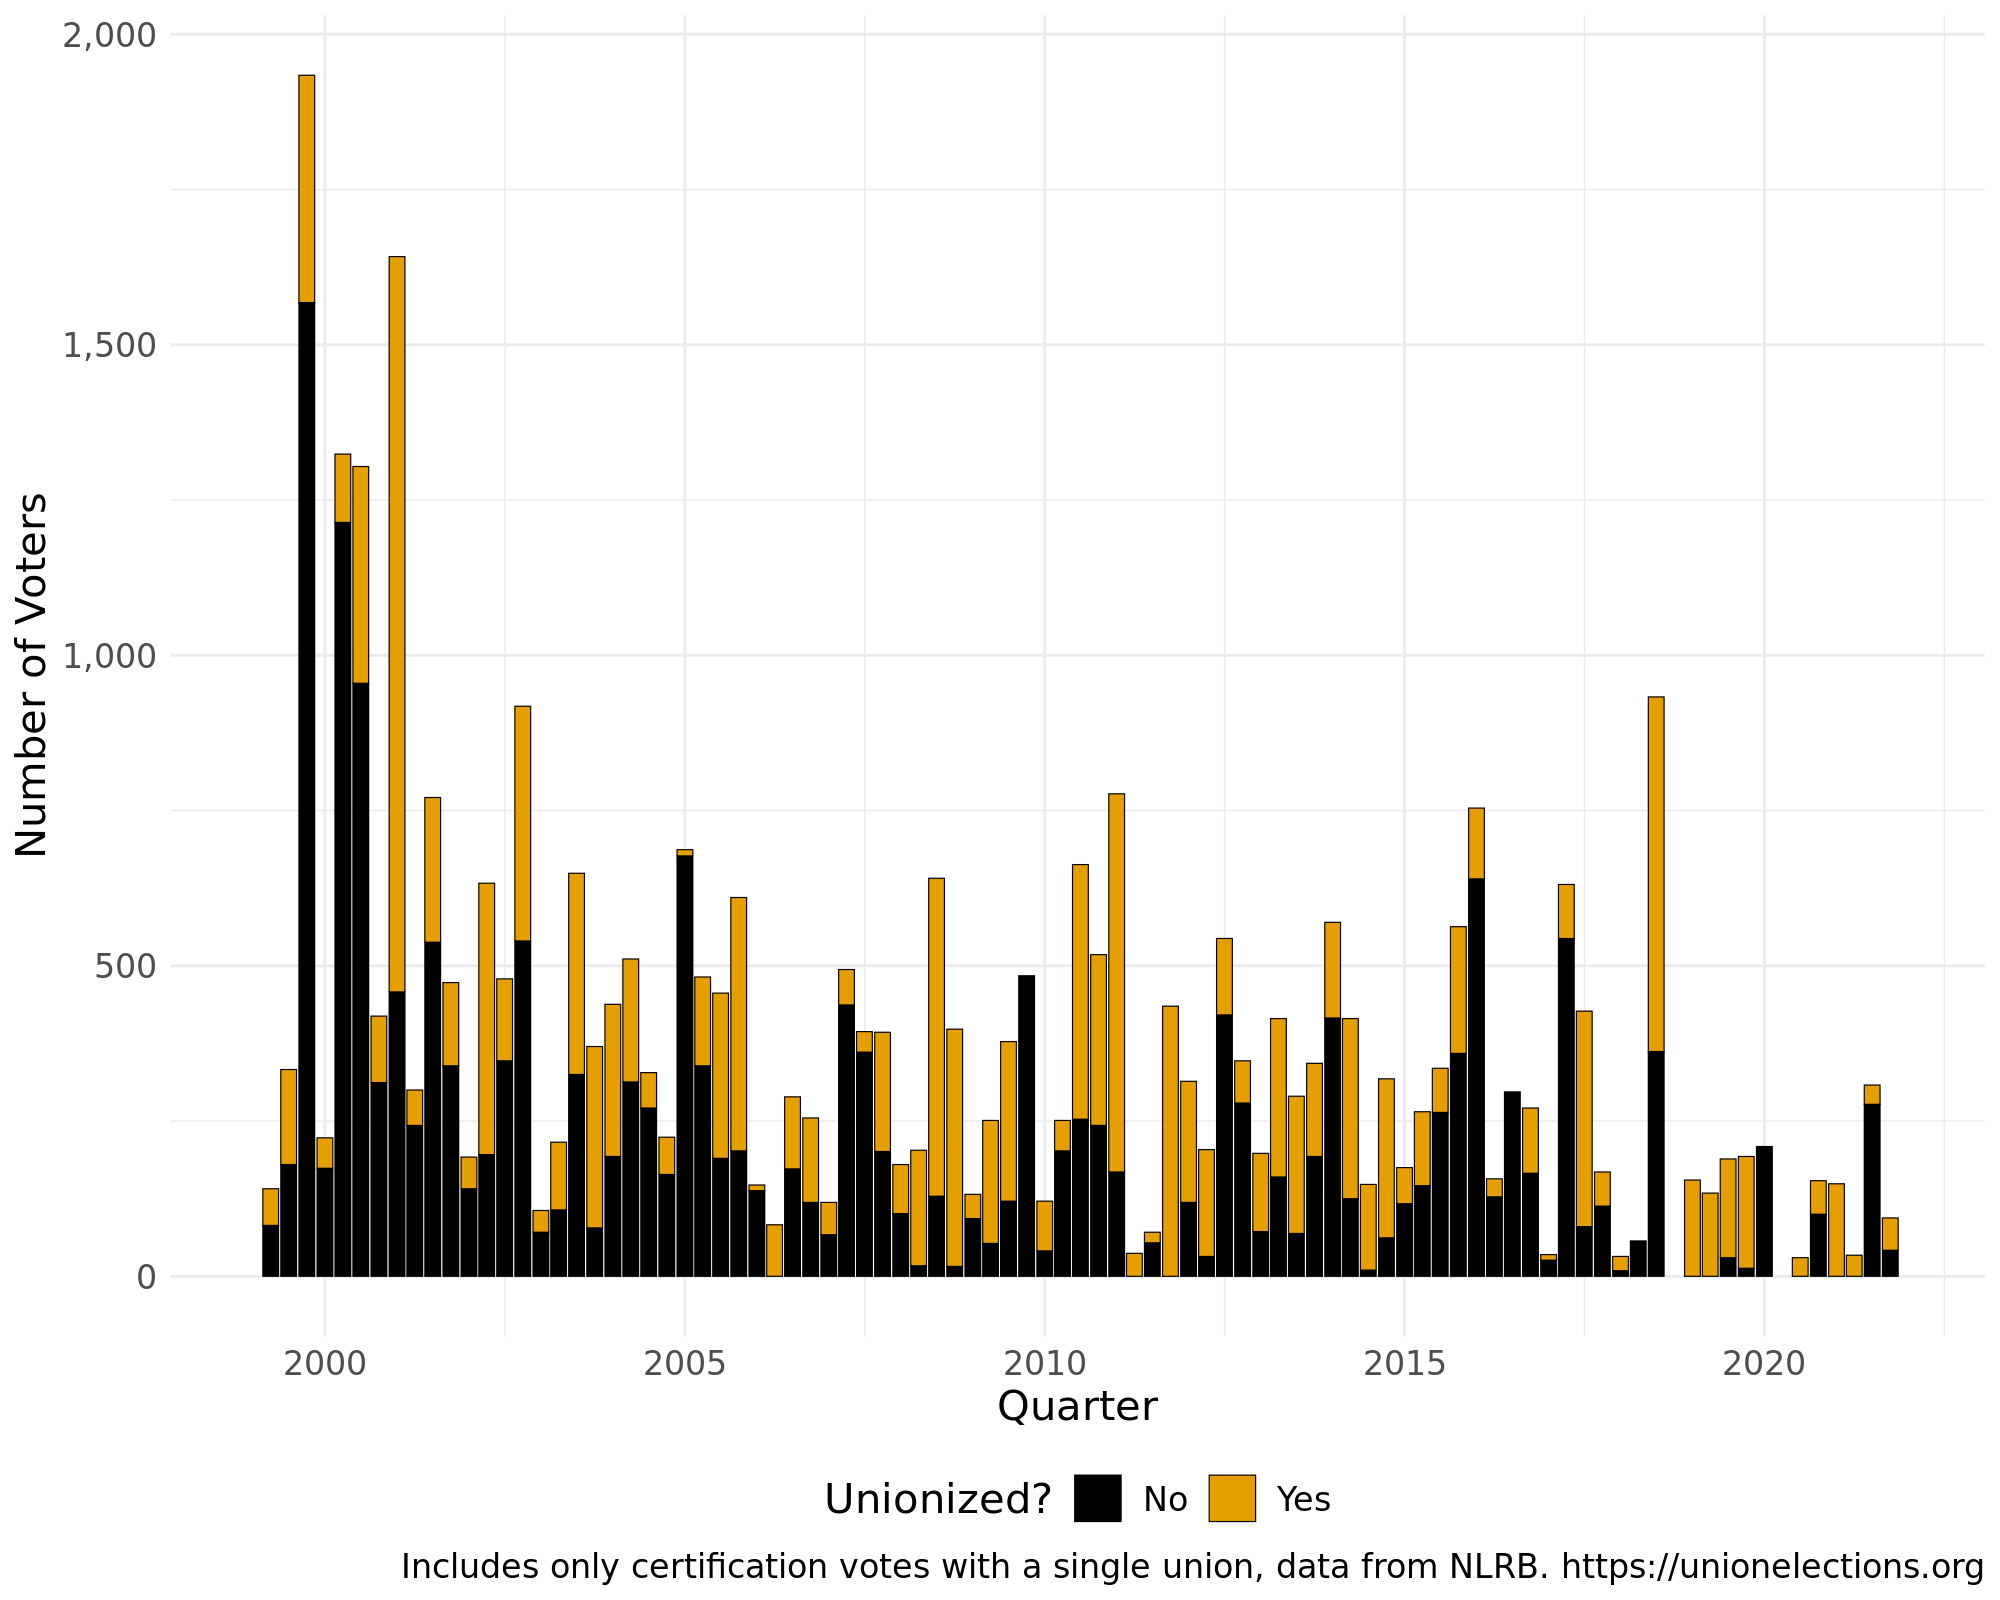 2,000
1,500
1,000
500
0
Number of Voters
2000 2005 2010 2015 2020
Quarter
Unionized? No Yes
Includes only certification votes with a single union, data from NLRB. https://unionelections.org